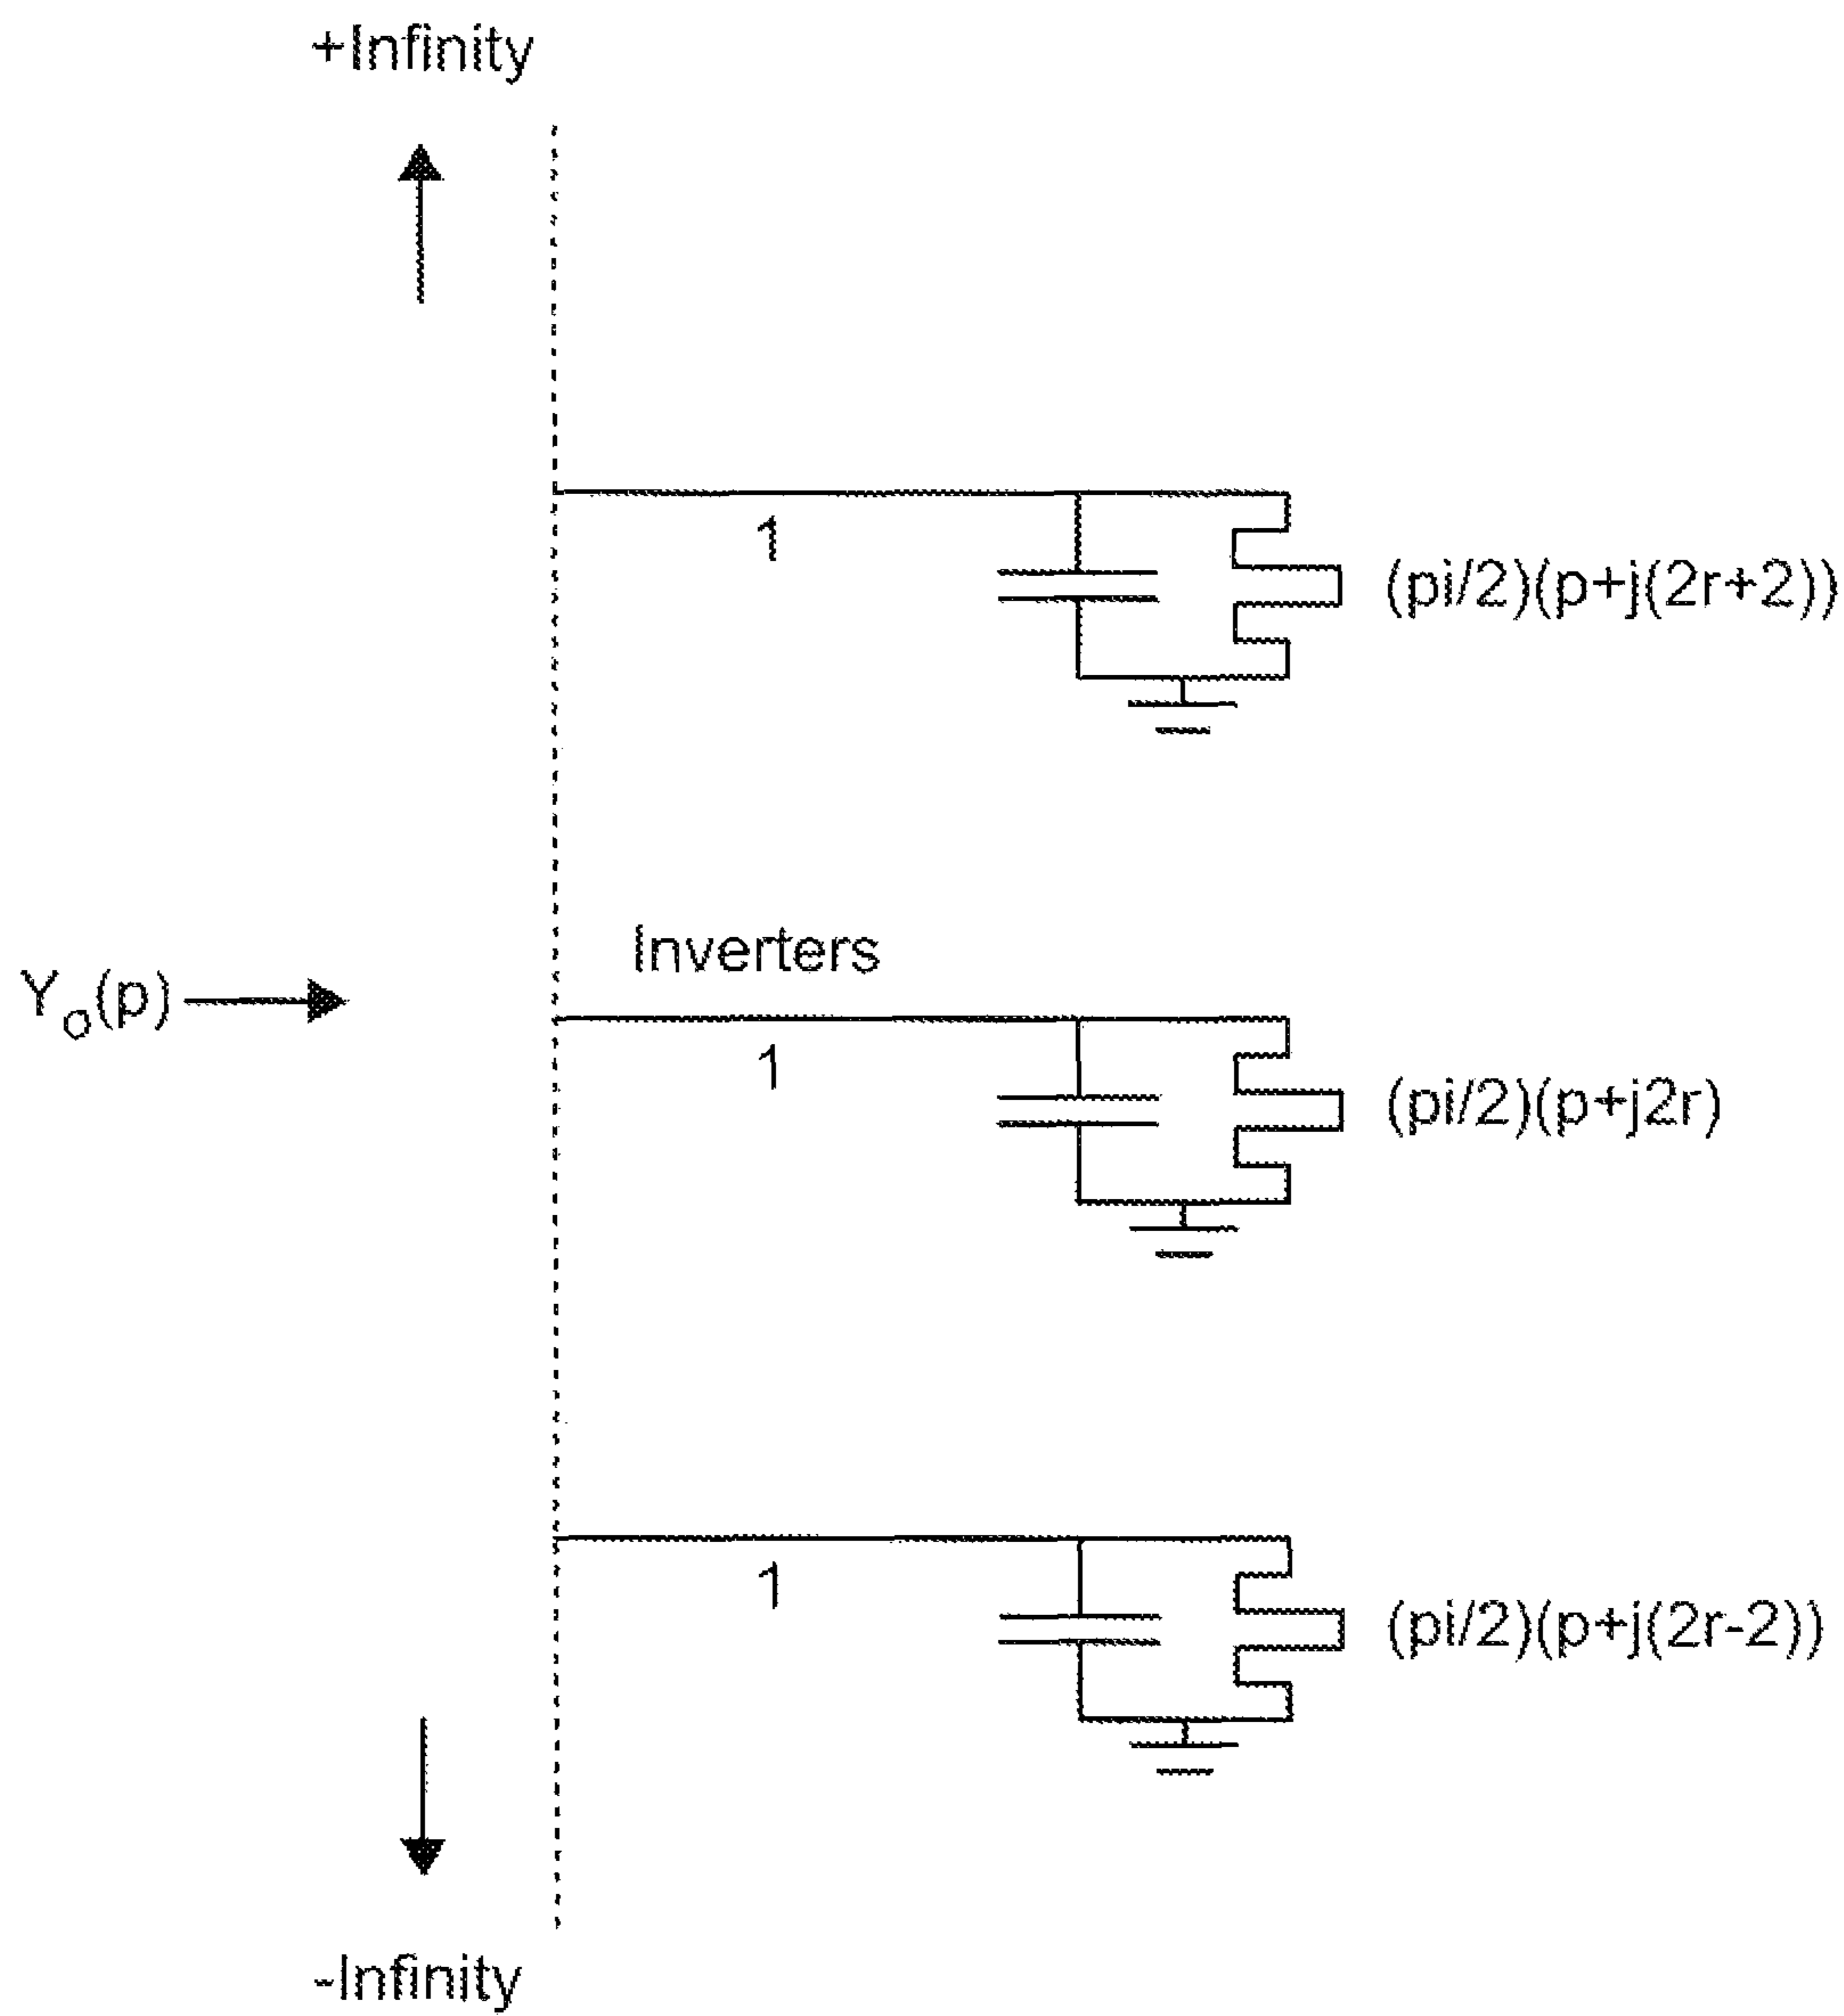 +Infinity
1
(pi/2)(p+j(2r+2))
Inverters
Yo(p)
1
(pi/2)(p+j2r)
1
(pi/2)(p+j(2r-2))
-Infinity